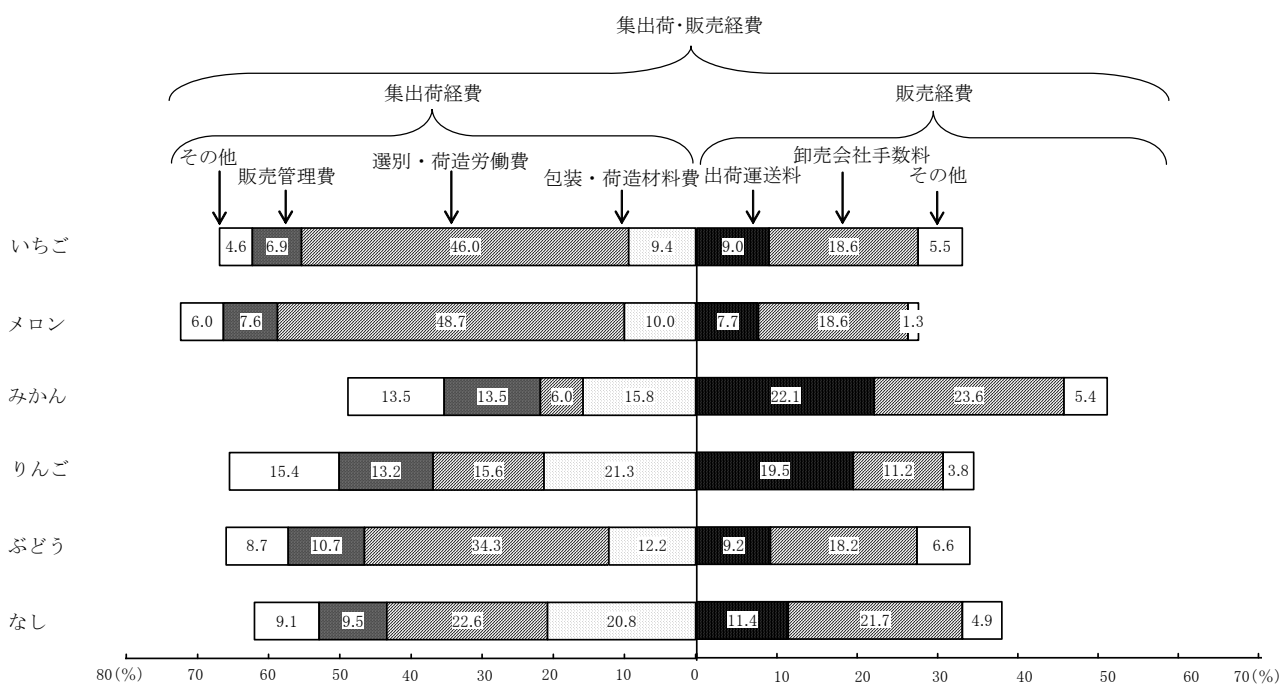 集出荷・販売経費
集出荷経費 販売経費
その他 販売管理費 選別・荷造労働費 包装・荷造材料費 出荷運送料 卸売会社手数料 その他
いちご 4.6 6.9 46.0 9.4 9.0 18.6 5.5
メロン 6.0 7.6 48.7 10.0 7.7 18.6 1.3
みかん 13.5 13.5 6.0 15.8 22.1 23.6 5.4
りんご 15.4 13.2 15.6 21.3 19.5 11.2 3.8
ぶどう 8.7 10.7 34.3 12.2 9.2 18.2 6.6
なし 9.1 9.5 22.6 20.8 11.4 21.7 4.9
80(%) 70 60 50 40 30 20 10 0 10 20 30 40 50 60 70(%)